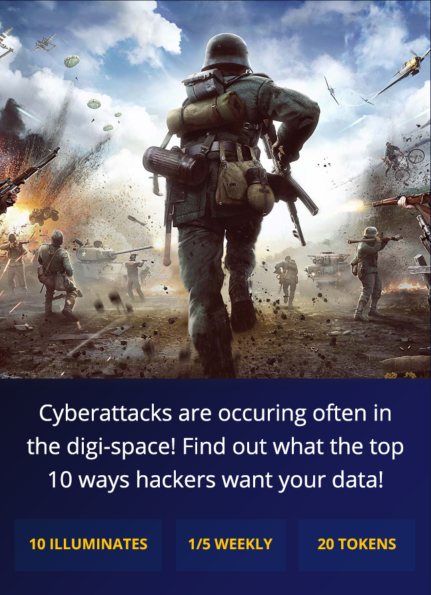 Cyberattacks are occuring often in
the digi-space! Find out what the top
10 ways hackers want your data!
10 ILLUMINATES
1/5 WEEKLY
20 TOKENS